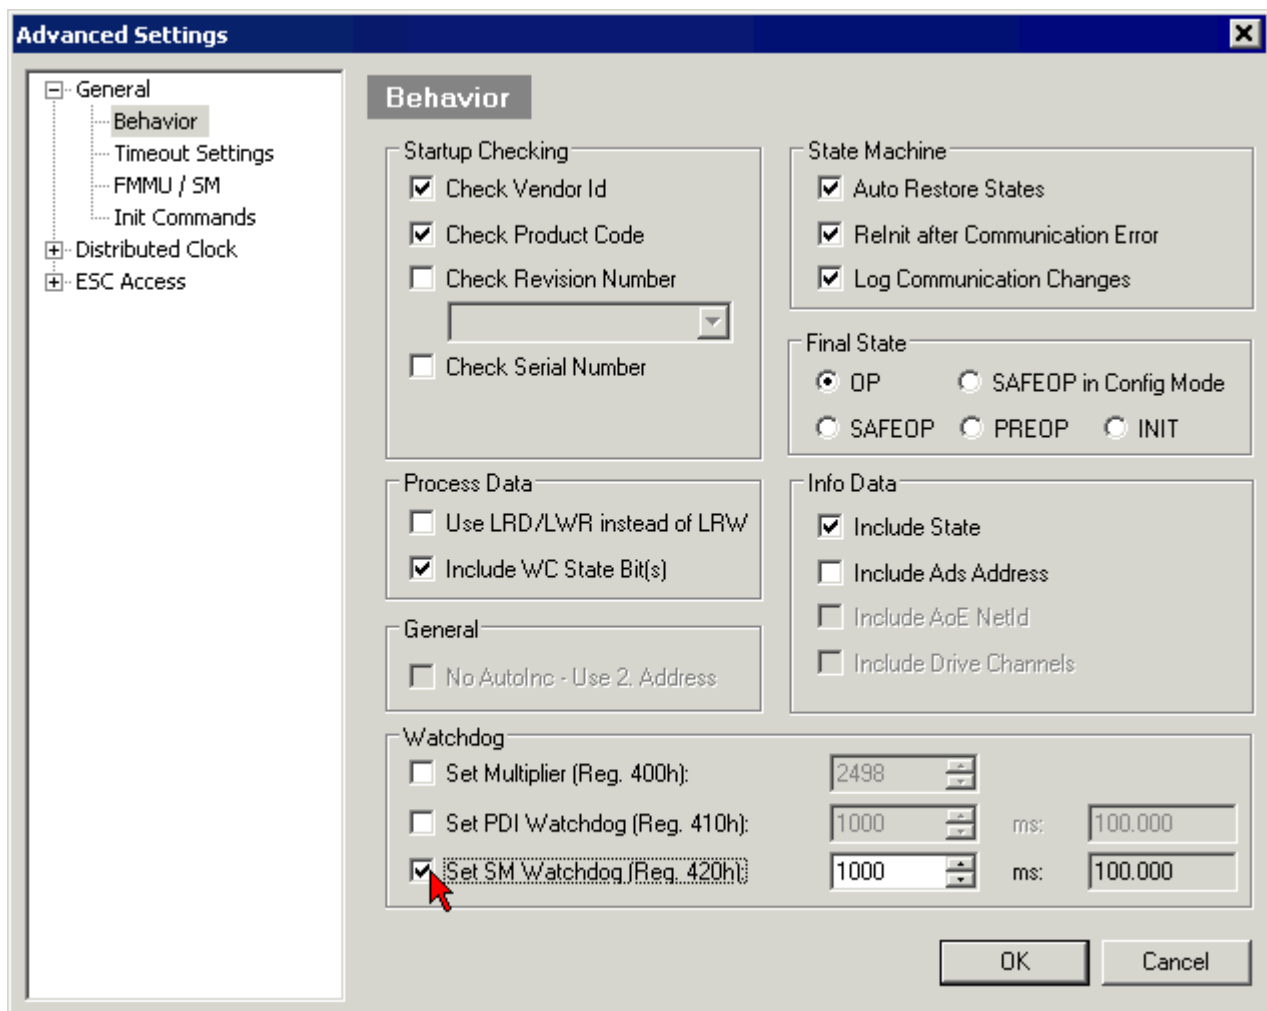 Advanced Settings
General
Behavior
Timeout Settings
FMMU / SM
Init Commands
Distributed Clock
ESC Access
Behavior
Startup Checking
Check Vendor Id
Check Product Code
Check Revision Number
Check Serial Number
State Machine
Auto Restore States
ReInit after Communication Error
Log Communication Changes
Final State
OP SAFEOP in Config Mode
SAFEOP PREOP INIT
Process Data
Use LRD/LWR instead of LRW
Include WC State Bit(s)
Info Data
Include State
Include Ads Address
Include AoE NetId
Include Drive Channels
General
No AutoInc - Use 2. Address
Watchdog
Set Multiplier (Reg. 400h): 2498
Set PDI Watchdog (Reg. 410h): 1000 ms: 100.000
Set SM Watchdog (Reg. 420h): 1000 ms: 100.000
OK Cancel